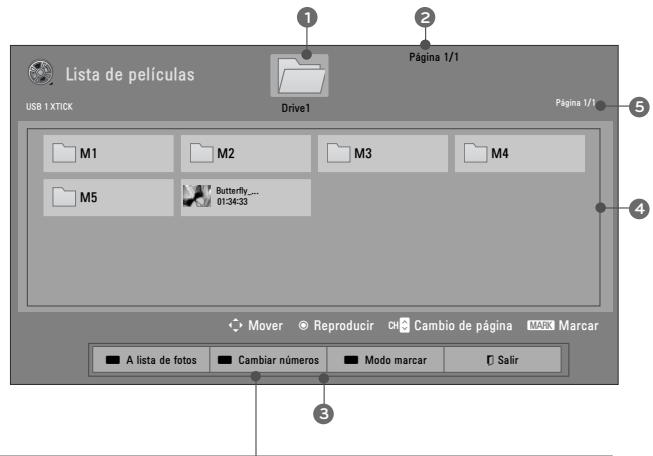 1
2
Página 1/1
Lista de películas
USB 1 XTICK
Drive1
Página 1/1
5
M1
M2
M3
M4
M5
Butterfly_...
01:34:33
4
Mover
Reproducir
CH Cambio de página
MARK Marcar
A lista de fotos
Cambiar números
Modo marcar
Salir
3